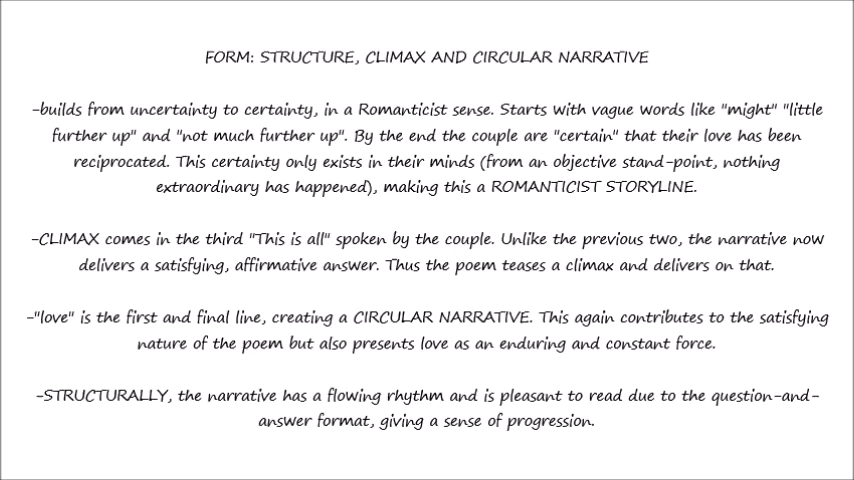 FORM: STRUCTURE, CLIMAX AND CIRCULAR NARRATIVE
-builds from uncertainty to certainty, in a Romanticist sense. Starts with vague words like "might" "little
further up" and "not much further up". By the end the couple are "certain" that their love has been
reciprocated. This certainty only exists in their minds (from an objective stand-point, nothing
extraordinary has happened), making this a ROMANTICIST STORYLINE.
-CLIMAX comes in the third "This is all" spoken by the couple. Unlike the previous two, the narrative now
delivers a satisfying, affirmative answer. Thus the poem teases a climax and delivers on that.
-"love" is the first and final line, creating a CIRCULAR NARRATIVE. This again contributes to the satisfying
nature of the poem but also presents love as an enduring and constant force.
-STRUCTURALLY, the narrative has a flowing rhythm and is pleasant to read due to the question-and-
answer format, giving a sense of progression.